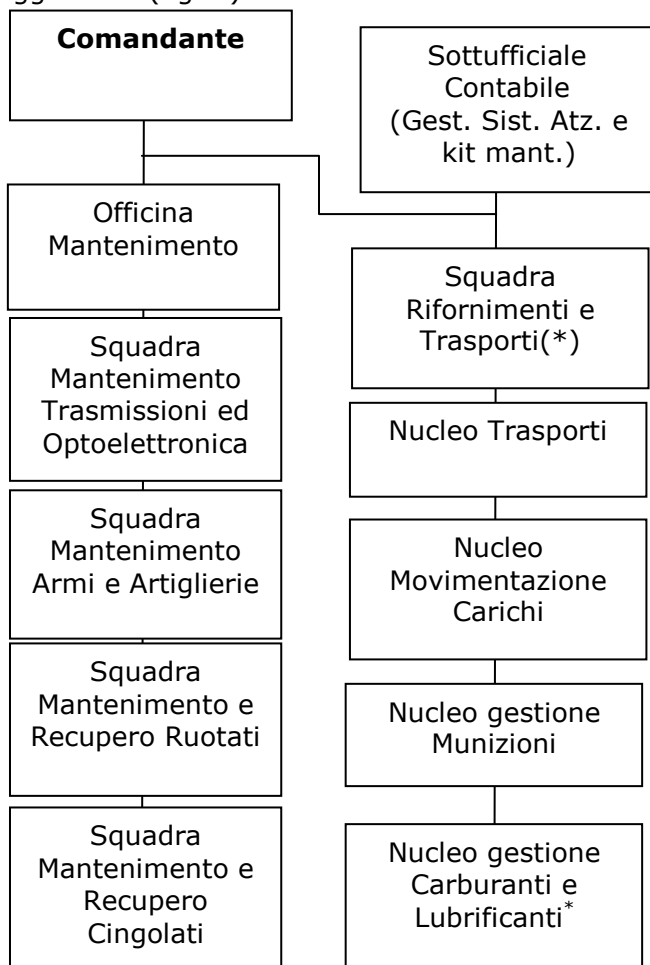 Comandante
Sottufficiale
Contabile
(Gest. Sist. Atz. e
kit mant.)
Officina
Mantenimento
Squadra
Rifornimenti e
Trasporti(*)
Squadra
Mantenimento
Trasmissioni ed
Optoelettronica
Nucleo Trasporti
Squadra
Mantenimento
Armi e Artiglierie
Nucleo
Movimentazione
Carichi
Squadra
Mantenimento e
Recupero Ruotati
Nucleo gestione
Munizioni
Squadra
Mantenimento e
Recupero
Cingolati
Nucleo gestione
Carburanti e
Lubrificanti*